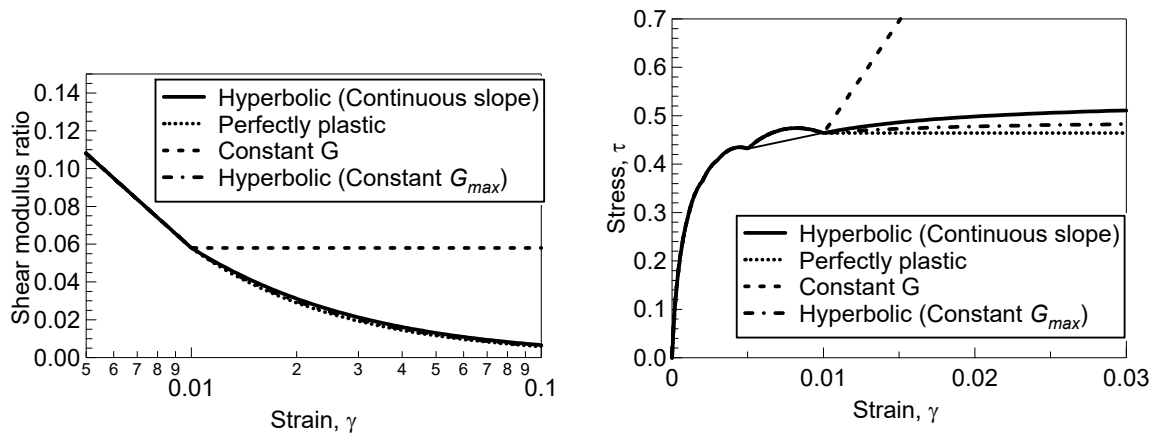 0.14
0.12
0.10
0.08
0.06
0.04
0.02
0.00
Shear modulus ratio
Hyperbolic (Continuous slope)
Perfectly plastic
Constant G
Hyperbolic (Constant Gmax)
5 6 7 8 9 2 3 4 5 6 7 8 9
0.01 0.1
Strain, γ
0.7
0.6
0.5
0.4
0.3
0.2
0.1
0.0
Stress, τ
Hyperbolic (Continuous slope)
Perfectly plastic
Constant G
Hyperbolic (Constant Gmax)
0 0.01 0.02 0.03
Strain, γ